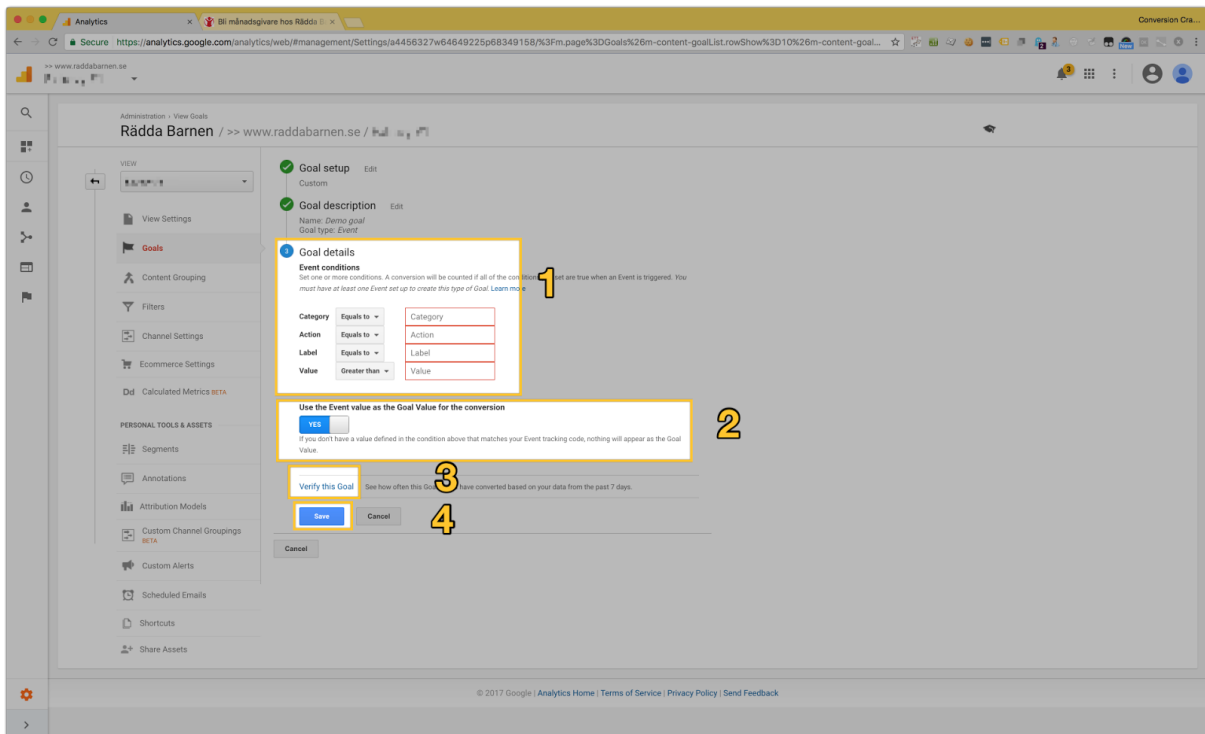 Analytics
Bli månadsgivare hos Rädda B
Conversion Cra...
Secure
https://analytics.google.com/analytics/web/#management/Settings/a4456327w64649225p68349158/%3Fm.page%3DGoals%26m-content-goalList.rowShow%3D10%26m-content-goal...
2
New
>> www.raddabarnen.se
3
Administration › View Goals
Rädda Barnen / >> www.raddabarnen.se /
VIEW
View Settings
Goals
Content Grouping
Filters
Channel Settings
Ecommerce Settings
Dd Calculated Metrics BETA
PERSONAL TOOLS & ASSETS
Segments
Annotations
Attribution Models
Custom Channel Groupings
BETA
Custom Alerts
Scheduled Emails
Shortcuts
Share Assets
Goal setup Edit
Custom
Goal description Edit
Name: Demo goal
Goal type: Event
3 Goal details
Event conditions
Set one or more conditions. A conversion will be counted if all of the conditions set are true when an Event is triggered. You
must have at least one Event set up to create this type of Goal. Learn more
1
Category Equals to Category
Action Equals to Action
Label Equals to Label
Value Greater than Value
Use the Event value as the Goal Value for the conversion
YES
If you don't have a value defined in the condition above that matches your Event tracking code, nothing will appear as the Goal
Value.
2
3
Verify this Goal See how often this Goal have converted based on your data from the past 7 days.
Save Cancel
4
Cancel
© 2017 Google | Analytics Home | Terms of Service | Privacy Policy | Send Feedback